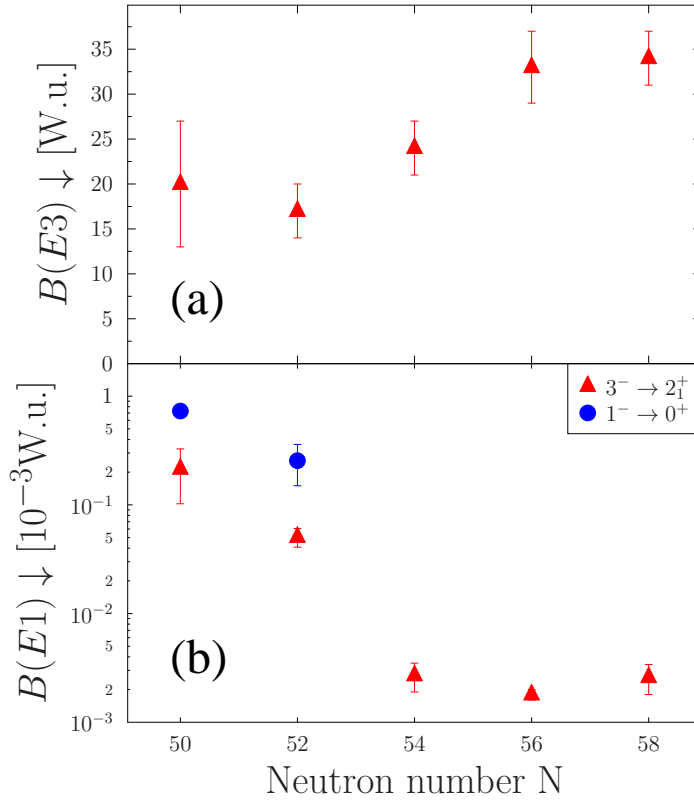 B(E3) ↓ [W.u.]
35
30
25
20
15
10
5
0
(a)
B(E1) ↓ [10⁻³W.u.]
1
5
2
10⁻¹
5
2
10⁻²
5
2
10⁻³
3⁻ → 2₁⁺
1⁻ → 0⁺
(b)
50 52 54 56 58
Neutron number N